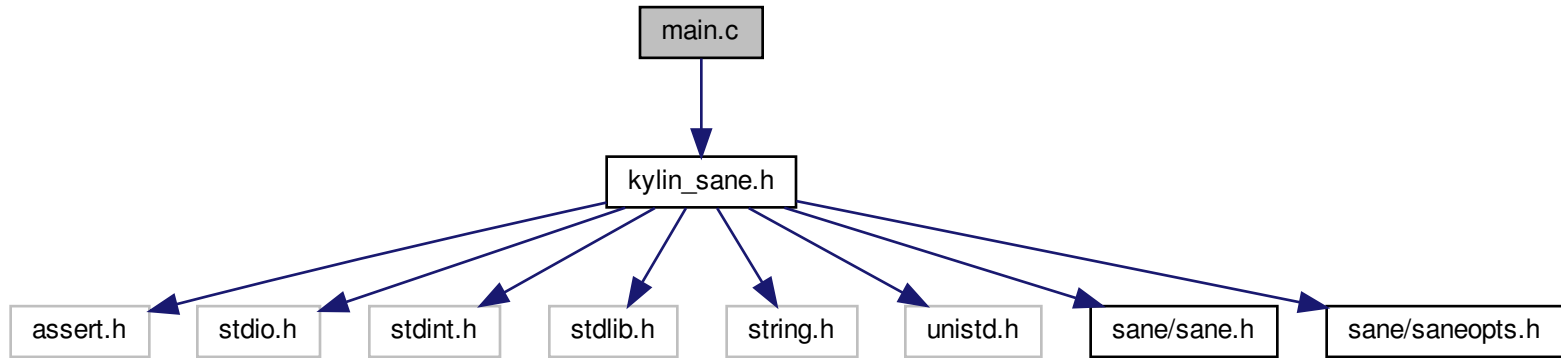 main.c
kylin_sane.h
assert.h
stdio.h
stdint.h
stdlib.h
string.h
unistd.h
sane/sane.h
sane/saneopts.h